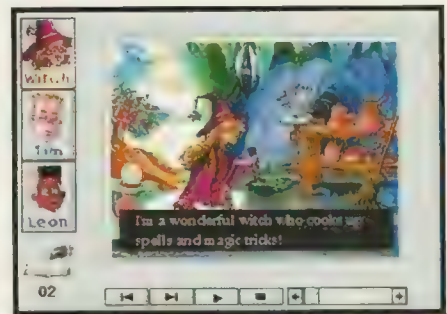 Witch
Tim
Leon
02
I'm a wonderful witch who cooks up
spells and magic tricks!